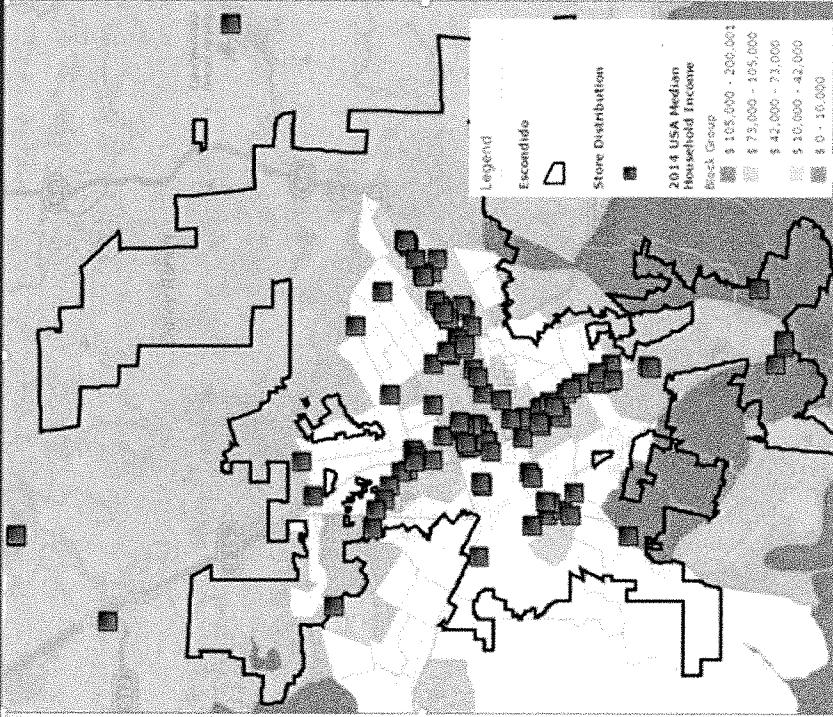 Legend
Escondido
Store Distribution
2014 USA Median
Household Income
Block Group
$ 105,000 - 200,001
$ 73,000 - 105,000
$ 42,000 - 73,000
$ 10,000 - 42,000
$ 0 - 10,000